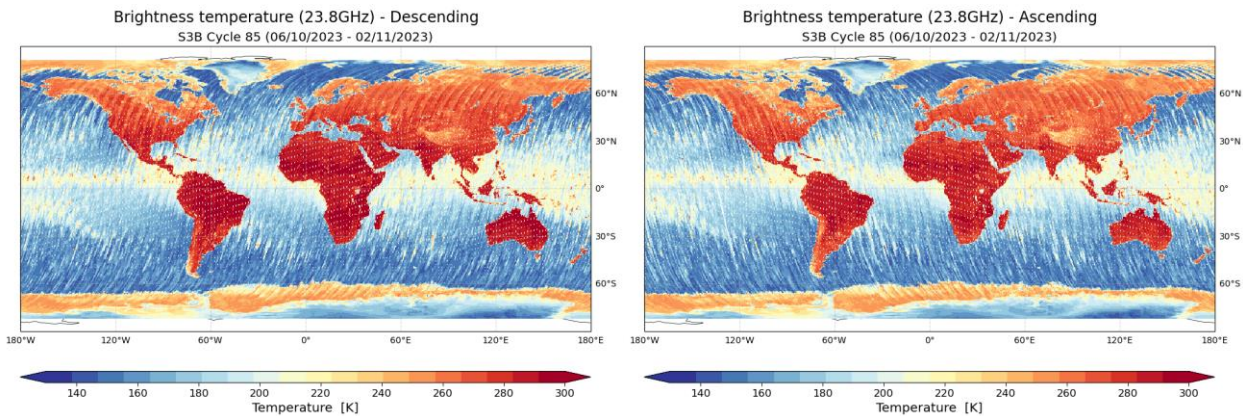 Brightness temperature (23.8GHz) - Descending
S3B Cycle 85 (06/10/2023 - 02/11/2023)
60°N
30°N
0°
30°S
60°S
180°W 120°W 60°W 0° 60°E 120°E 180°E
140 160 180 200 220 240 260 280 300
Temperature [K]
Brightness temperature (23.8GHz) - Ascending
S3B Cycle 85 (06/10/2023 - 02/11/2023)
60°N
30°N
0°
30°S
60°S
180°W 120°W 60°W 0° 60°E 120°E 180°E
140 160 180 200 220 240 260 280 300
Temperature [K]